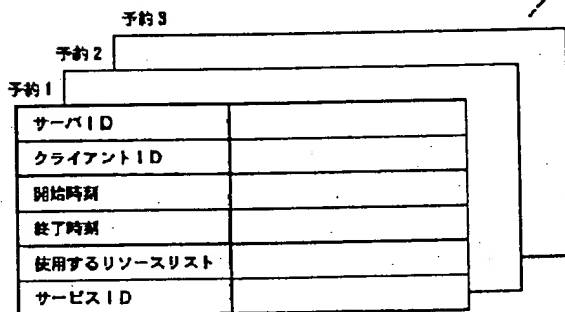 予約3
予約2
予約1
サーバID
クライアントID
開始時刻
終了時刻
使用するリソースリスト
サービスID